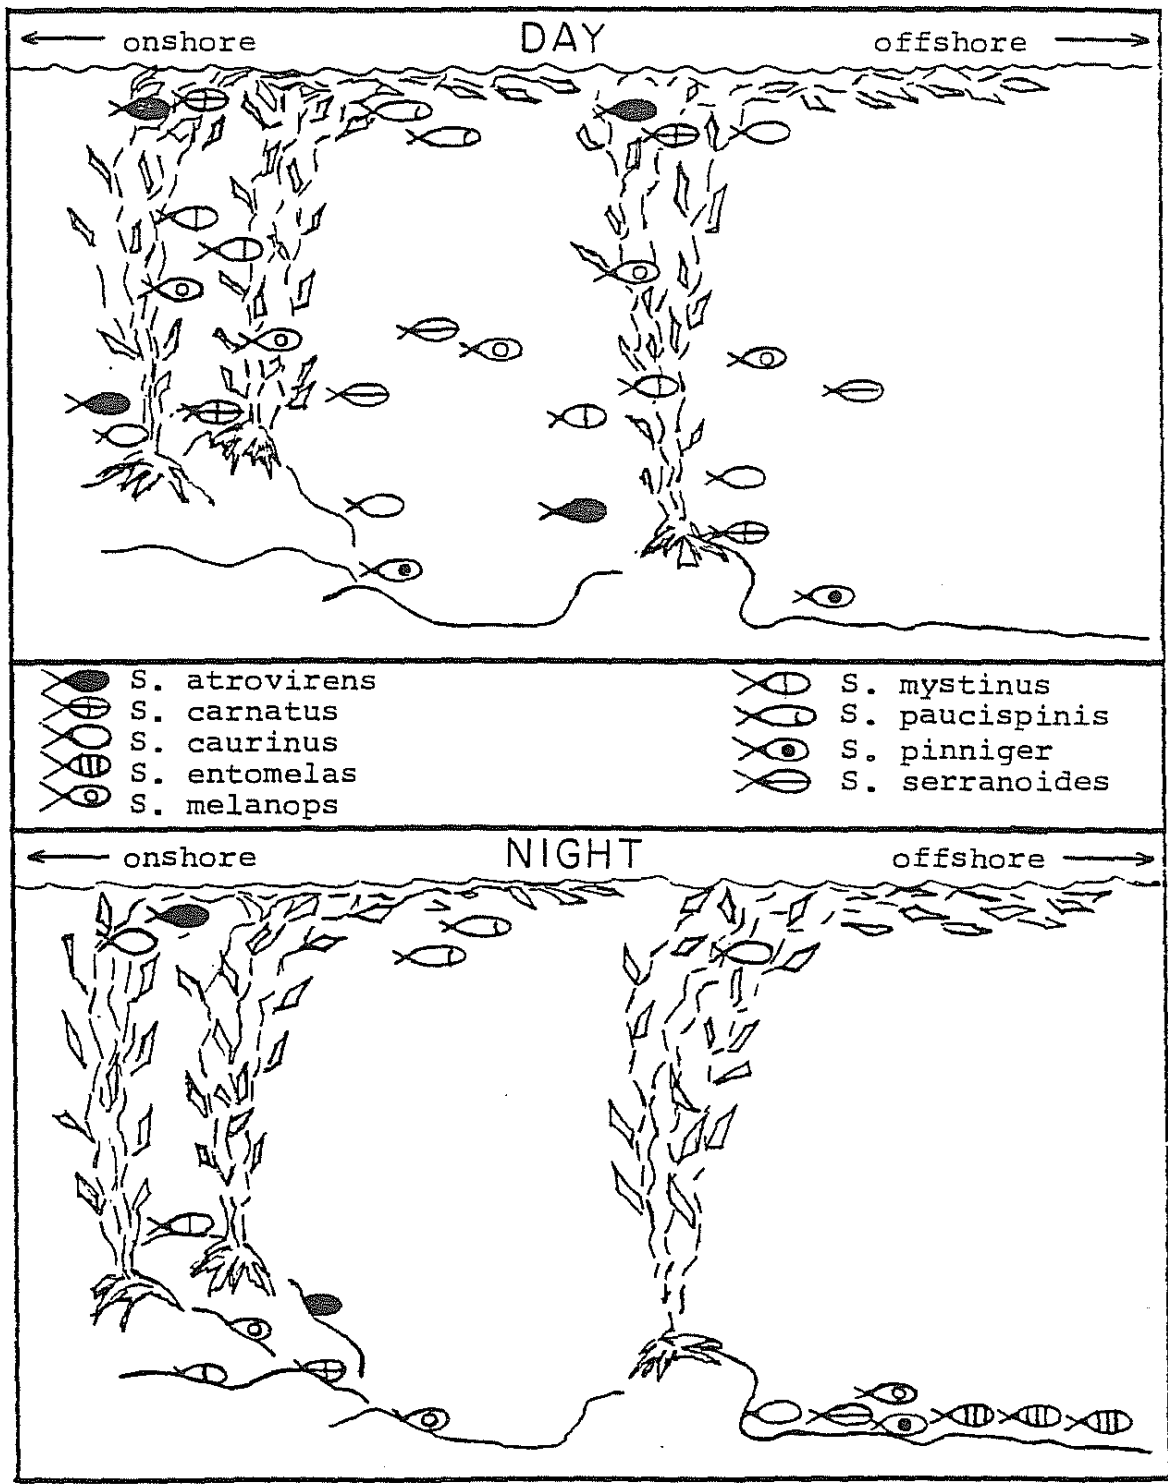 onshore DAY offshore
S. atrovirens
S. carnatus
S. caurinus
S. entomelas
S. melanops
S. mystinus
S. paucispinis
S. pinniger
S. serranoides
onshore NIGHT offshore